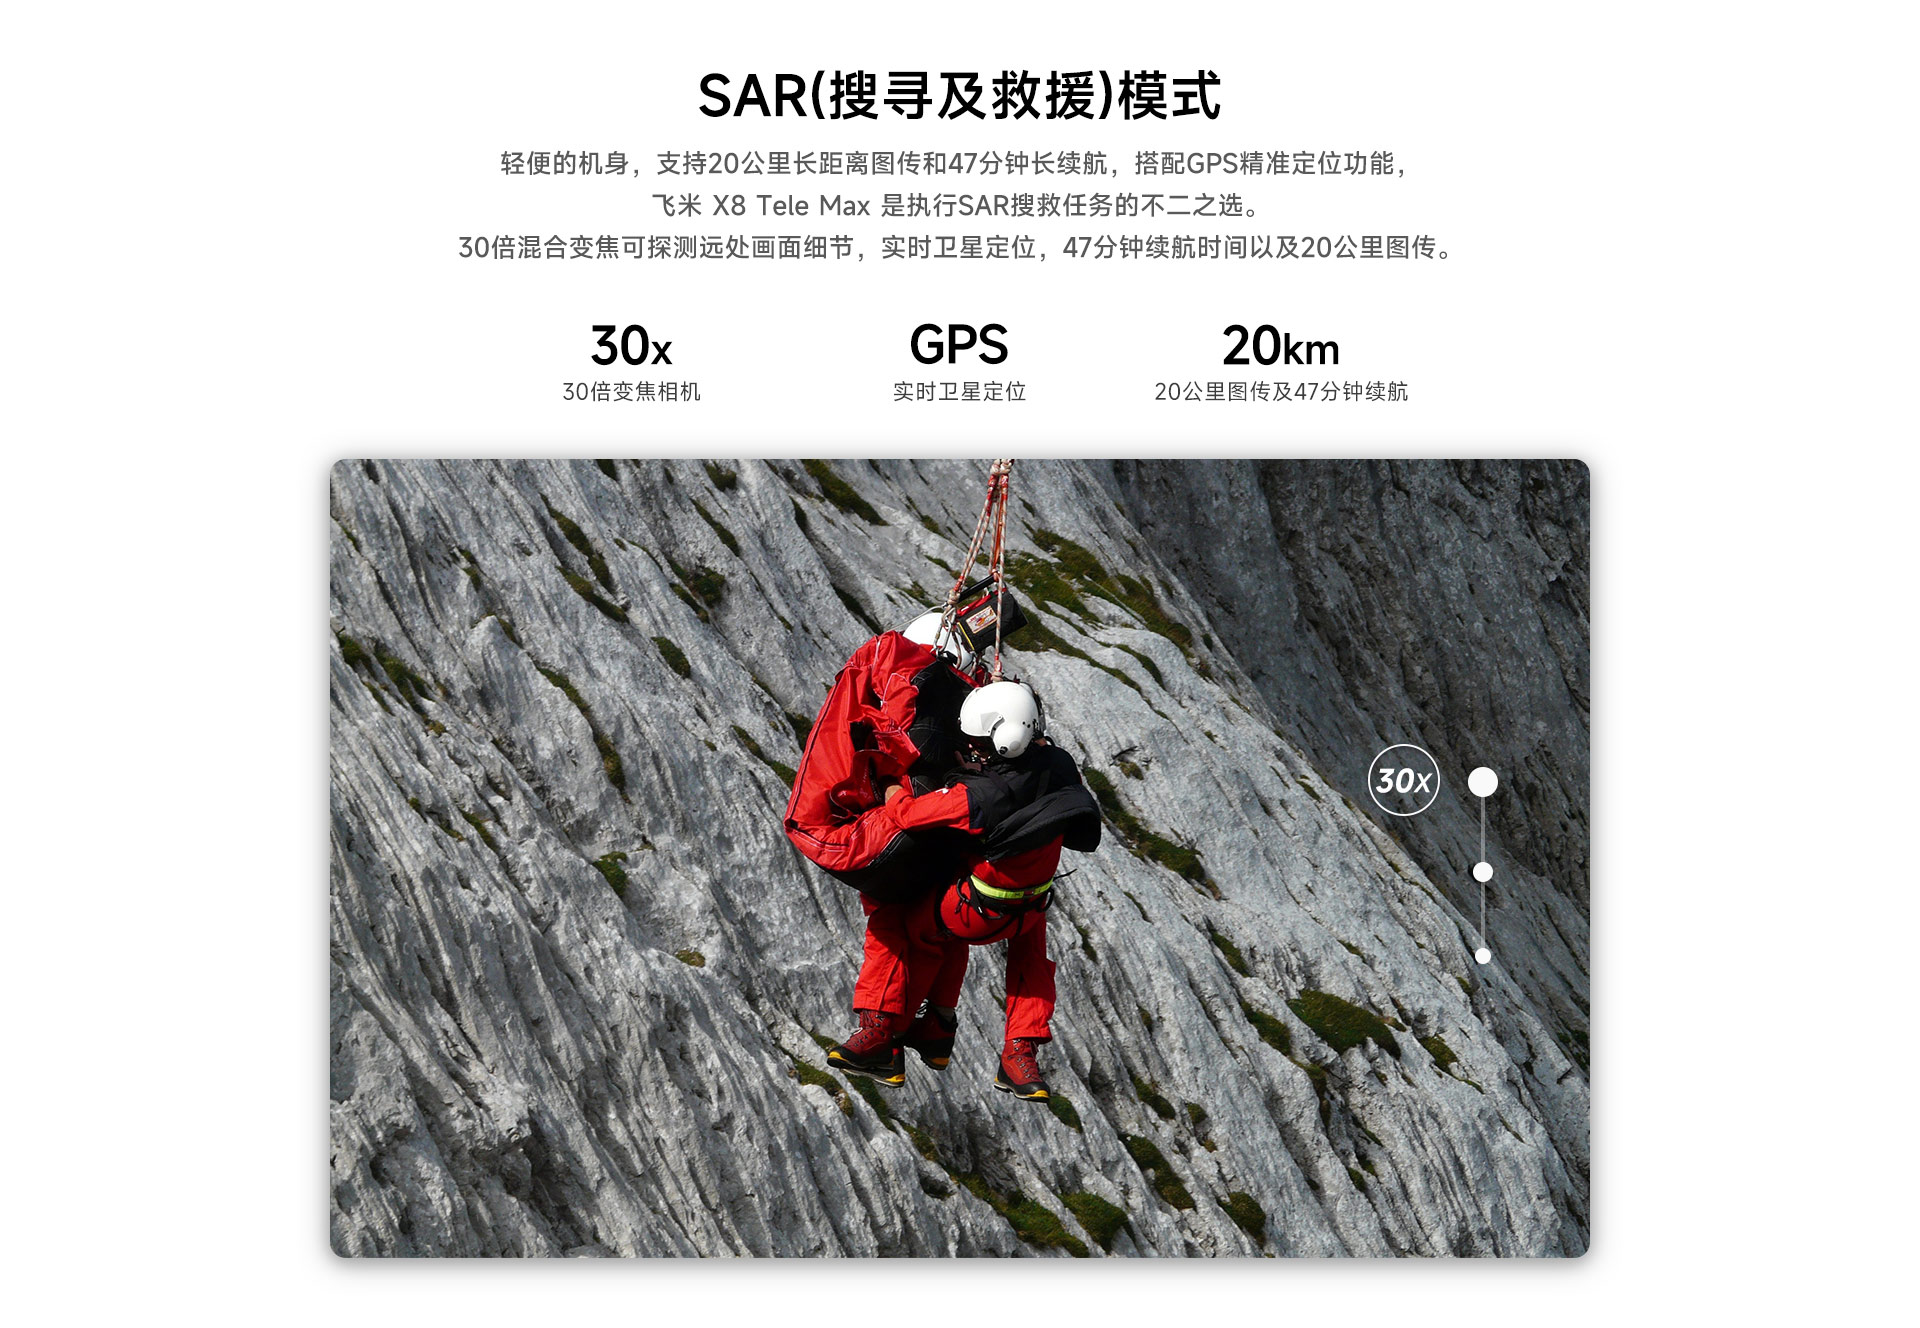 SAR(搜寻及救援)模式
轻便的机身，支持20公里长距离图传和47分钟长续航，搭配GPS精准定位功能，
飞米 X8 Tele Max 是执行SAR搜救任务的不二之选。
30倍混合变焦可探测远处画面细节，实时卫星定位，47分钟续航时间以及20公里图传。
30x
GPS
20km
30倍变焦相机
实时卫星定位
20公里图传及47分钟续航
30X